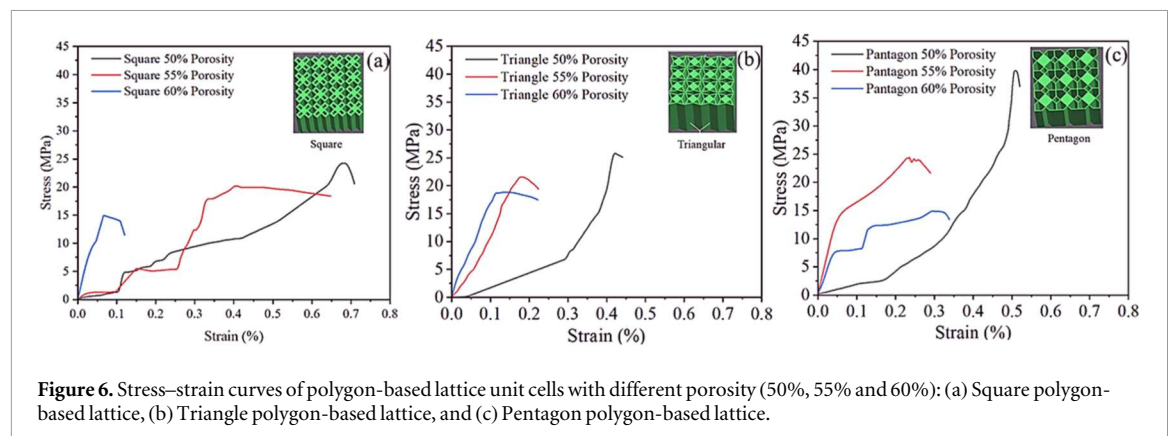 45
40
35
30
25
20
15
10
5
0
Stress (MPa)
Square 50% Porosity
Square 55% Porosity
Square 60% Porosity
(a)
Square
0.0 0.1 0.2 0.3 0.4 0.5 0.6 0.7 0.8
Strain (%)
45
40
35
30
25
20
15
10
5
0
Stress (MPa)
Triangle 50% Porosity
Triangle 55% Porosity
Triangle 60% Porosity
(b)
Triangular
0.0 0.1 0.2 0.3 0.4 0.5 0.6 0.7 0.8
Strain (%)
45
40
35
30
25
20
15
10
5
0
Stress (MPa)
Pantagon 50% Porosity
Pantagon 55% Porosity
Pantagon 60% Porosity
(c)
Pentagon
0.0 0.1 0.2 0.3 0.4 0.5 0.6 0.7 0.8
Strain (%)
Figure 6. Stress–strain curves of polygon-based lattice unit cells with different porosity (50%, 55% and 60%): (a) Square polygon-
based lattice, (b) Triangle polygon-based lattice, and (c) Pentagon polygon-based lattice.